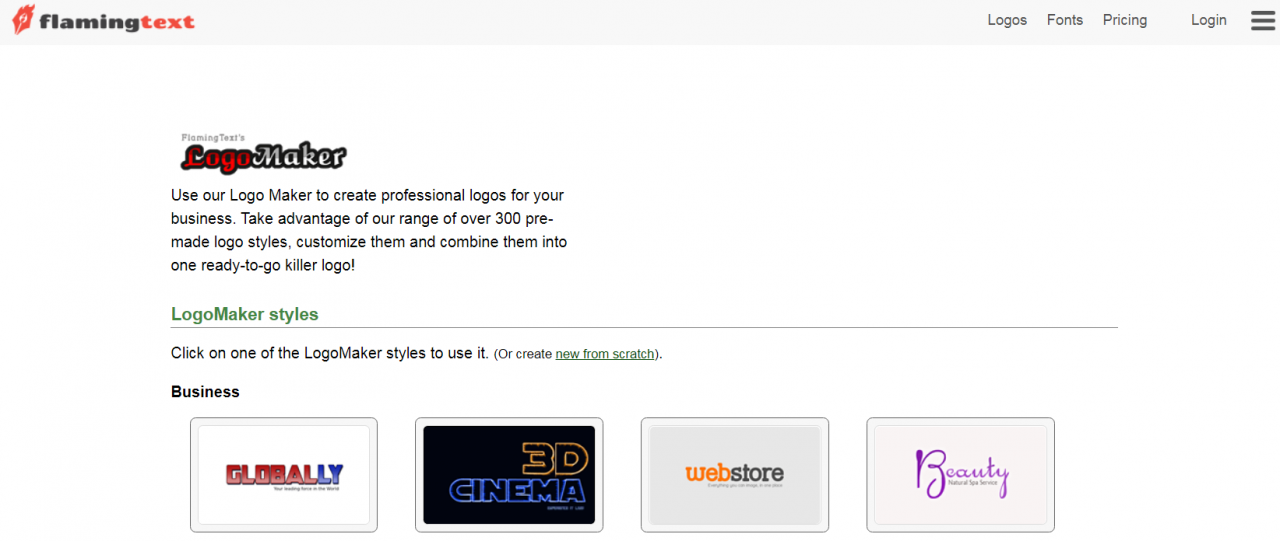 flamingtext
Logos Fonts Pricing Login
FlamingText's
LogoMaker
Use our Logo Maker to create professional logos for your
business. Take advantage of our range of over 300 pre-
made logo styles, customize them and combine them into
one ready-to-go killer logo!
LogoMaker styles
Click on one of the LogoMaker styles to use it. (Or create new from scratch).
Business
GLOBALLY
Your leading force in the World
3D
CINEMA
EXPERIENCE IT LIVE
webstore
Everything you can image, in one place
Beauty
Natural Spa Service